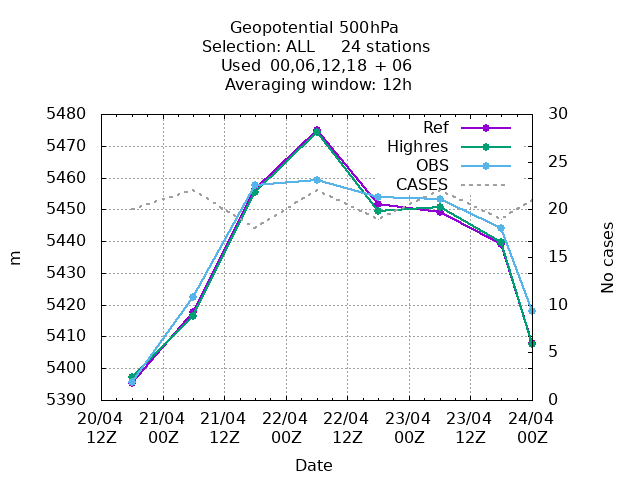 Geopotential 500hPa
Selection: ALL 24 stations
Used 00,06,12,18 + 06
Averaging window: 12h
5480
5470
5460
5450
5440
5430
5420
5410
5400
5390
m
30
25
20
15
10
5
0
No cases
Ref
Highres
OBS
CASES
20/04 21/04 21/04 22/04 22/04 23/04 23/04 24/04
12Z 00Z 12Z 00Z 12Z 00Z 12Z 00Z
Date